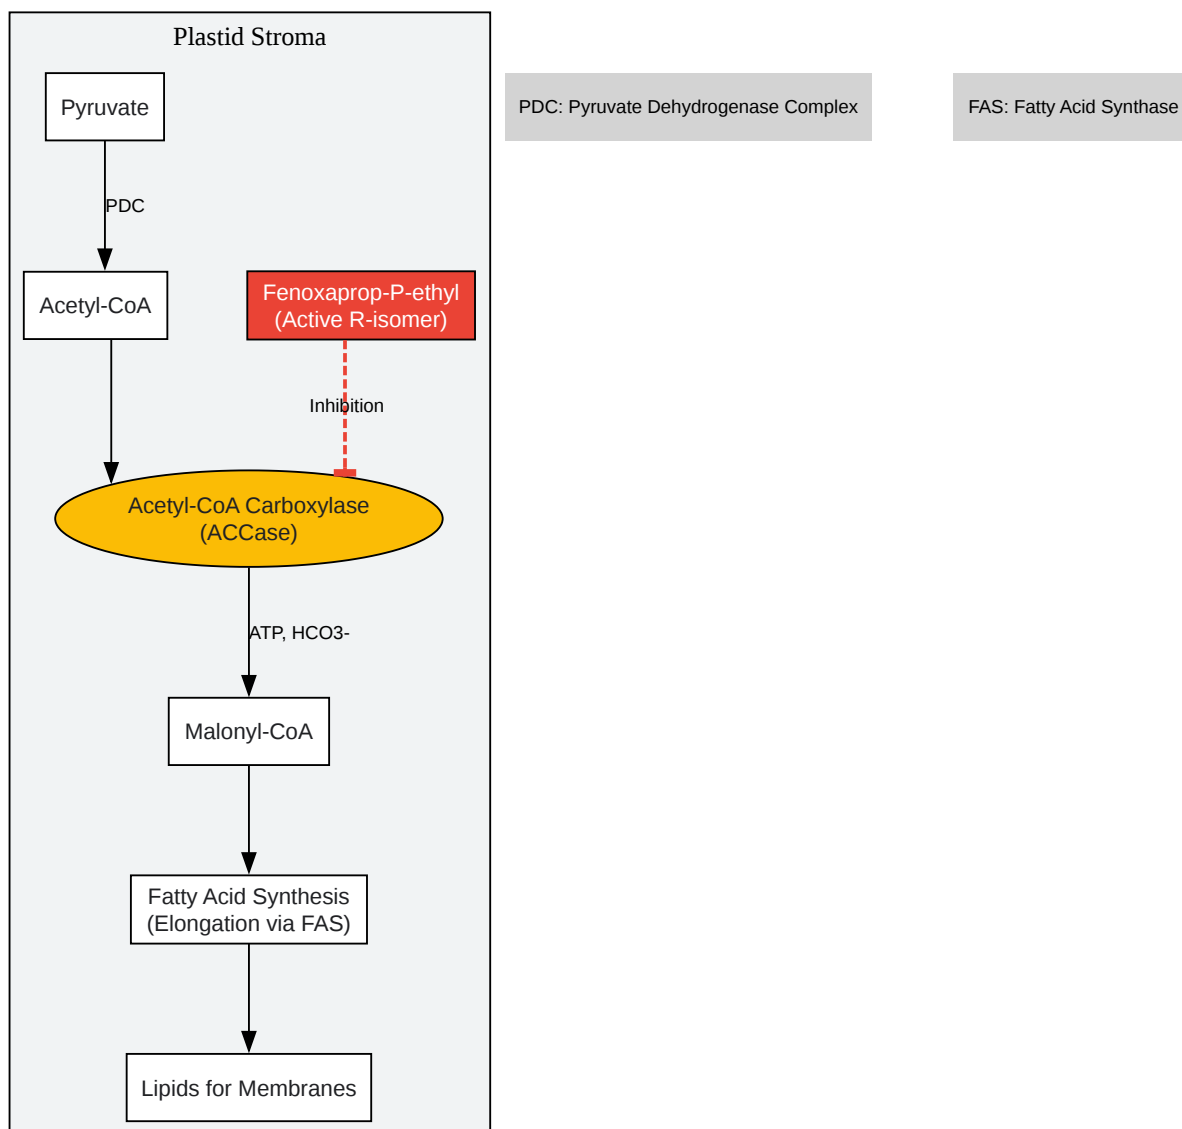 Plastid Stroma
Pyruvate
PDC: Pyruvate Dehydrogenase Complex
FAS: Fatty Acid Synthase
PDC
Acetyl-CoA
Fenoxaprop-P-ethyl
(Active R-isomer)
Inhibition
Acetyl-CoA Carboxylase
(ACCase)
ATP, HCO3-
Malonyl-CoA
Fatty Acid Synthesis
(Elongation via FAS)
Lipids for Membranes